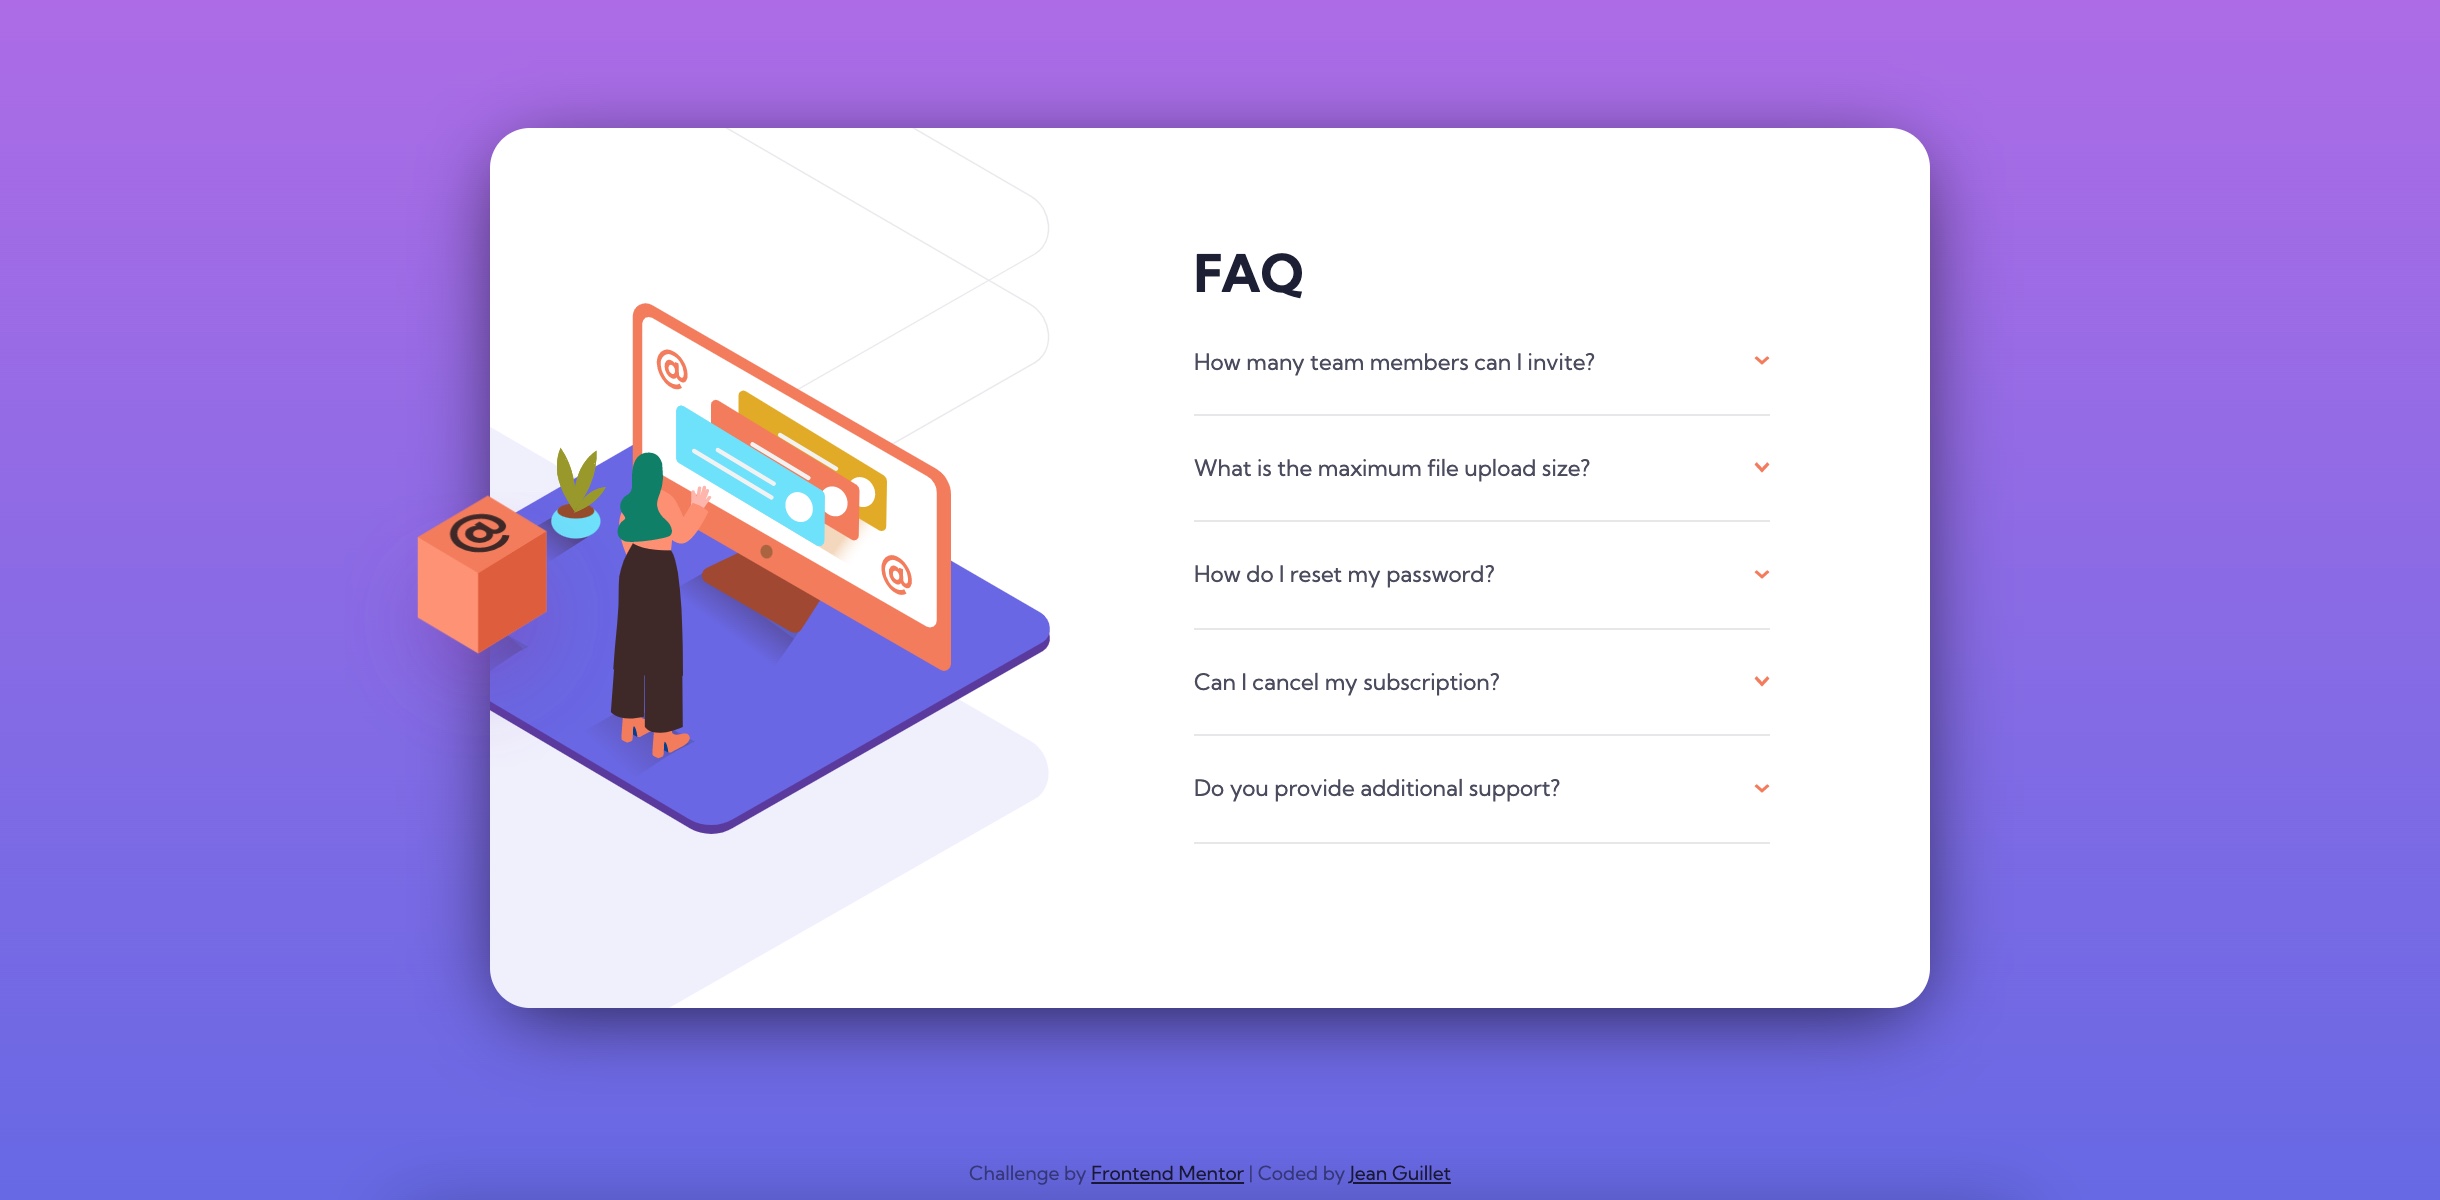 FAQ
How many team members can I invite?
What is the maximum file upload size?
How do I reset my password?
Can I cancel my subscription?
Do you provide additional support?
@
@
@
Challenge by Frontend Mentor | Coded by Jean Guillet